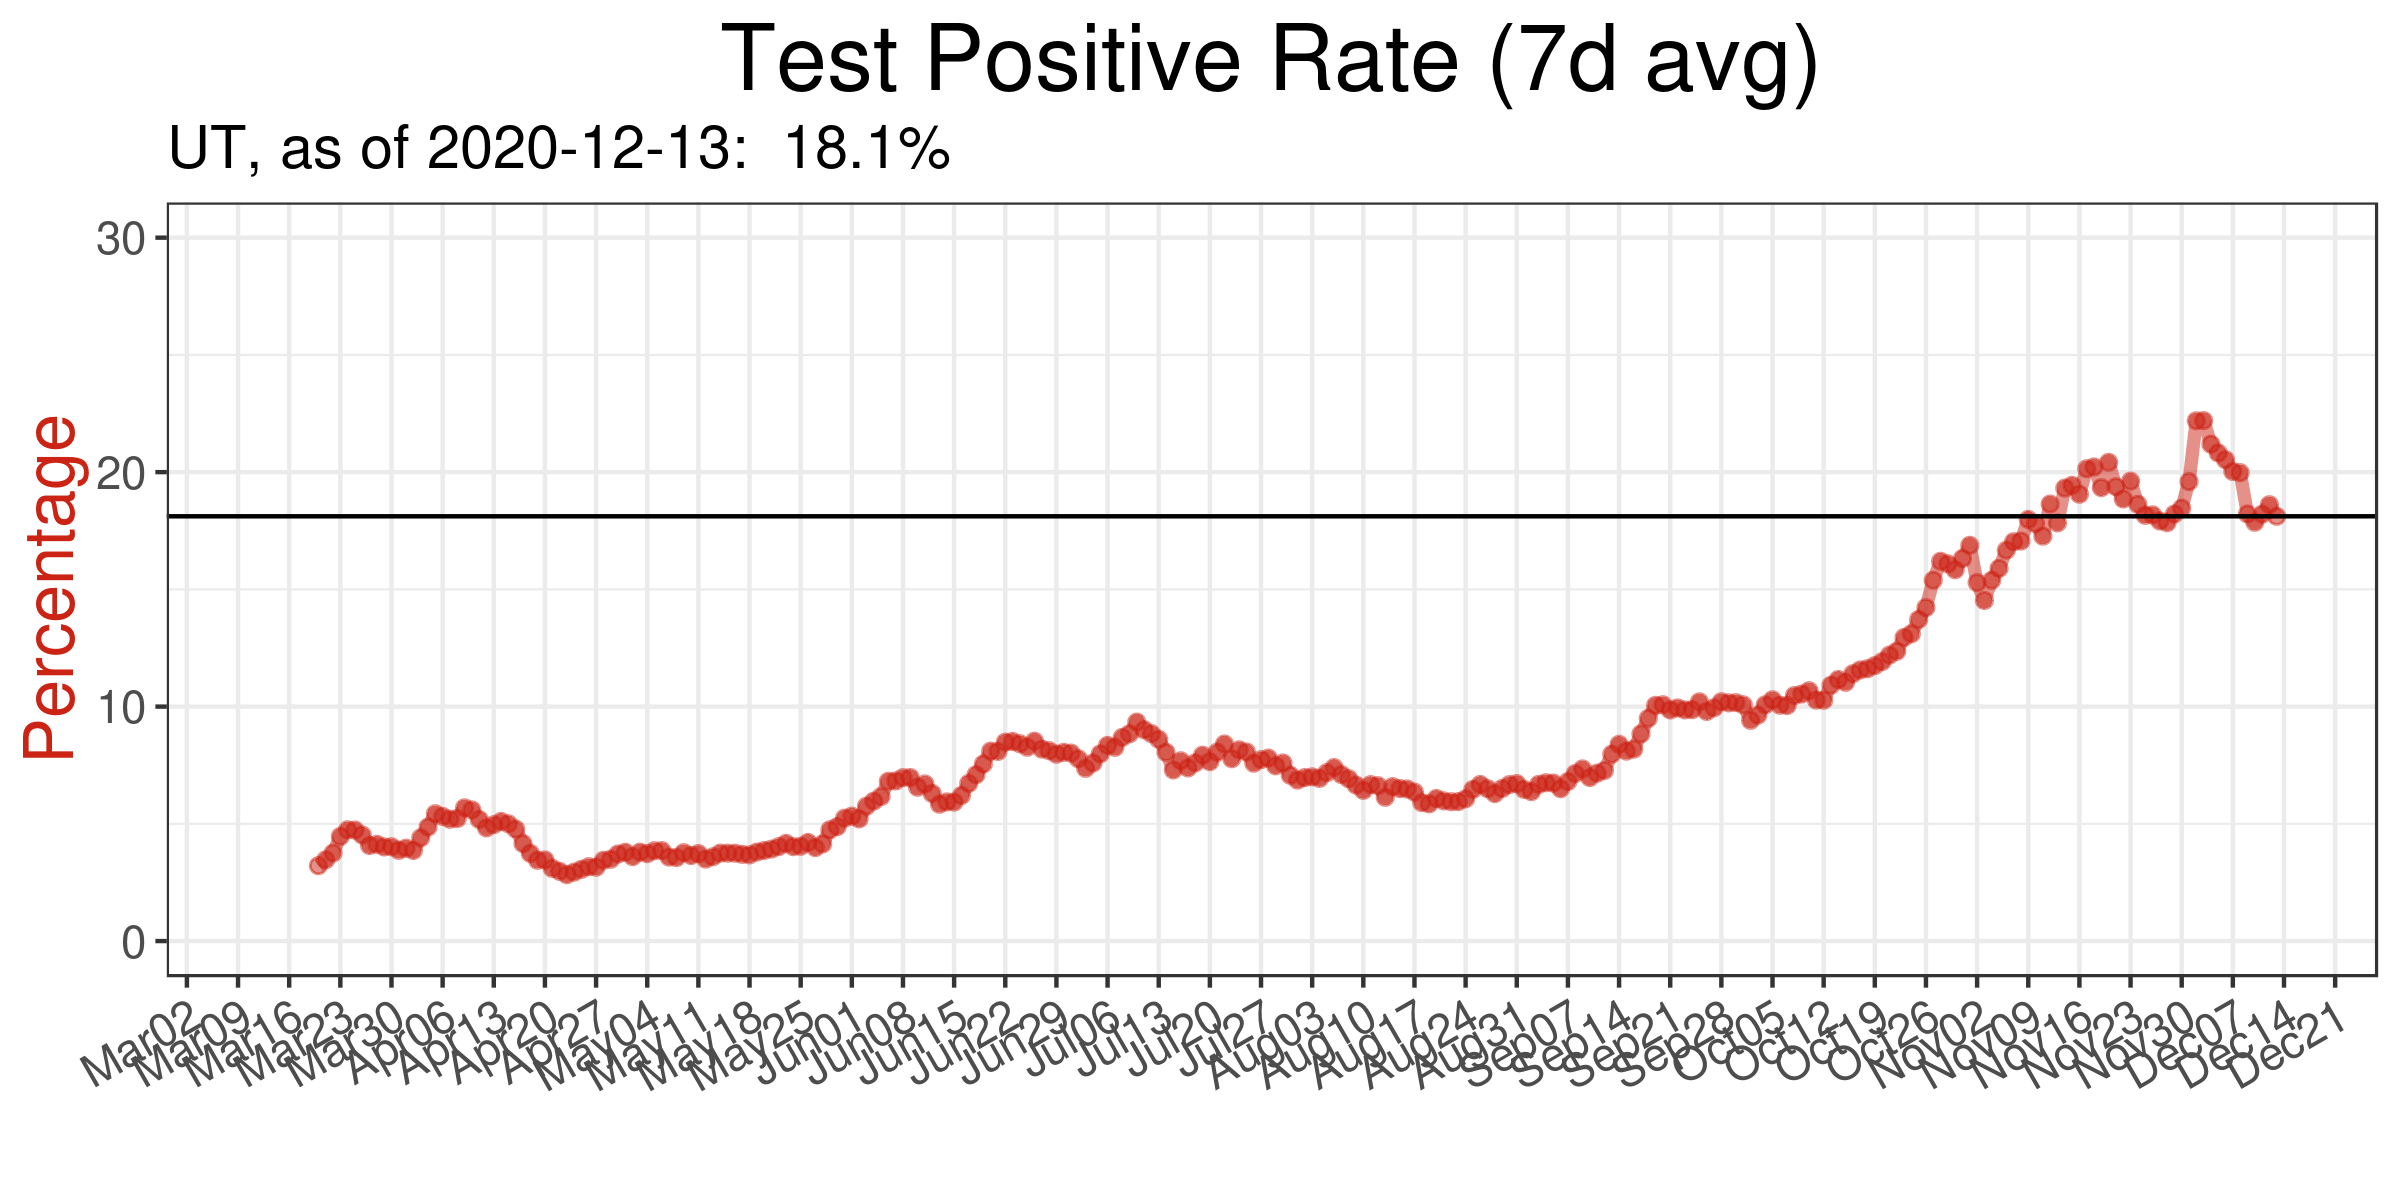 Test Positive Rate (7d avg)
UT, as of 2020-12-13:  18.1%
Percentage
30
20
10
0
Mar02
Mar09
Mar16
Mar23
Mar30
Apr06
Apr13
Apr20
Apr27
May04
May11
May18
May25
Jun01
Jun08
Jun15
Jun22
Jun29
Jul06
Jul13
Jul20
Jul27
Aug03
Aug10
Aug17
Aug24
Aug31
Sep07
Sep14
Sep21
Sep28
Oct05
Oct12
Oct19
Oct26
Nov02
Nov09
Nov16
Nov23
Nov30
Dec07
Dec14
Dec21